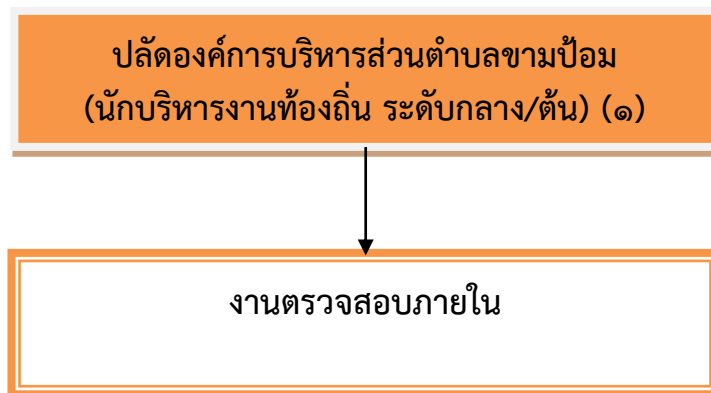 ปลัดองค์การบริหารส่วนตำบลขามป้อม
(นักบริหารงานท้องถิ่น ระดับกลาง/ต้น) (๑)
งานตรวจสอบภายใน